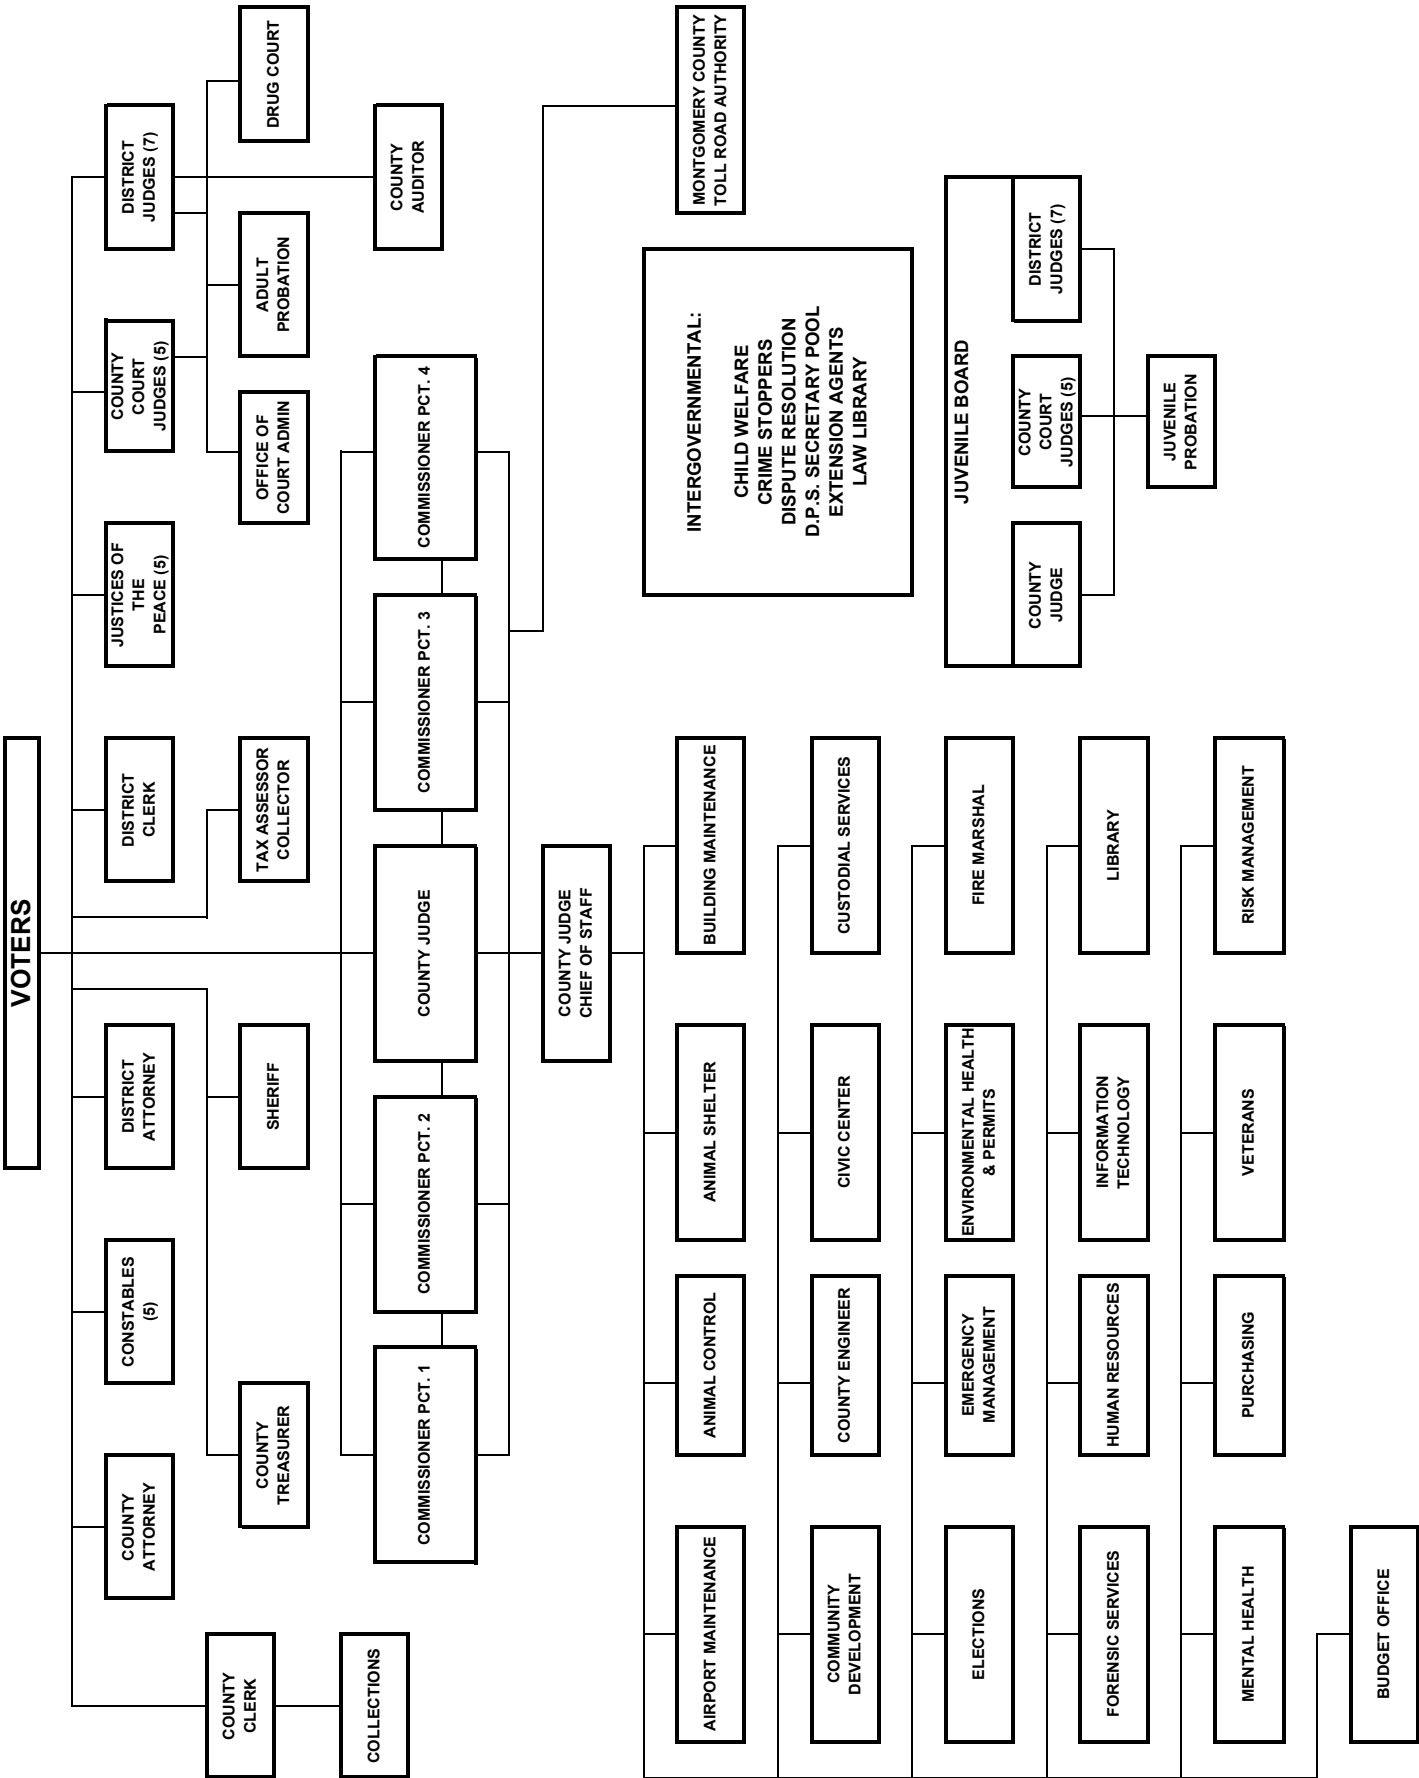 VOTERS
COUNTY
ATTORNEY
CONSTABLES
(5)
DISTRICT
ATTORNEY
DISTRICT
CLERK
JUSTICES OF
THE
PEACE (5)
COUNTY
COURT
JUDGES (5)
DISTRICT
JUDGES (7)
COUNTY
CLERK
COUNTY
TREASURER
SHERIFF
TAX ASSESSOR
COLLECTOR
OFFICE OF
COURT ADMIN
ADULT
PROBATION
DRUG COURT
COLLECTIONS
COMMISSIONER PCT. 1
COMMISSIONER PCT. 2
COUNTY JUDGE
COMMISSIONER PCT. 3
COMMISSIONER PCT. 4
COUNTY
AUDITOR
COUNTY JUDGE
CHIEF OF STAFF
AIRPORT MAINTENANCE
ANIMAL CONTROL
ANIMAL SHELTER
BUILDING MAINTENANCE
MONTGOMERY COUNTY
TOLL ROAD AUTHORITY
COMMUNITY
DEVELOPMENT
COUNTY ENGINEER
CIVIC CENTER
CUSTODIAL SERVICES
INTERGOVERNMENTAL:
CHILD WELFARE
CRIME STOPPERS
DISPUTE RESOLUTION
D.P.S. SECRETARY POOL
EXTENSION AGENTS
LAW LIBRARY
ELECTIONS
EMERGENCY
MANAGEMENT
ENVIRONMENTAL HEALTH
& PERMITS
FIRE MARSHAL
JUVENILE BOARD
COUNTY
JUDGE
COUNTY
COURT
JUDGES (5)
DISTRICT
JUDGES (7)
FORENSIC SERVICES
HUMAN RESOURCES
INFORMATION
TECHNOLOGY
LIBRARY
JUVENILE
PROBATION
MENTAL HEALTH
PURCHASING
VETERANS
RISK MANAGEMENT
BUDGET OFFICE